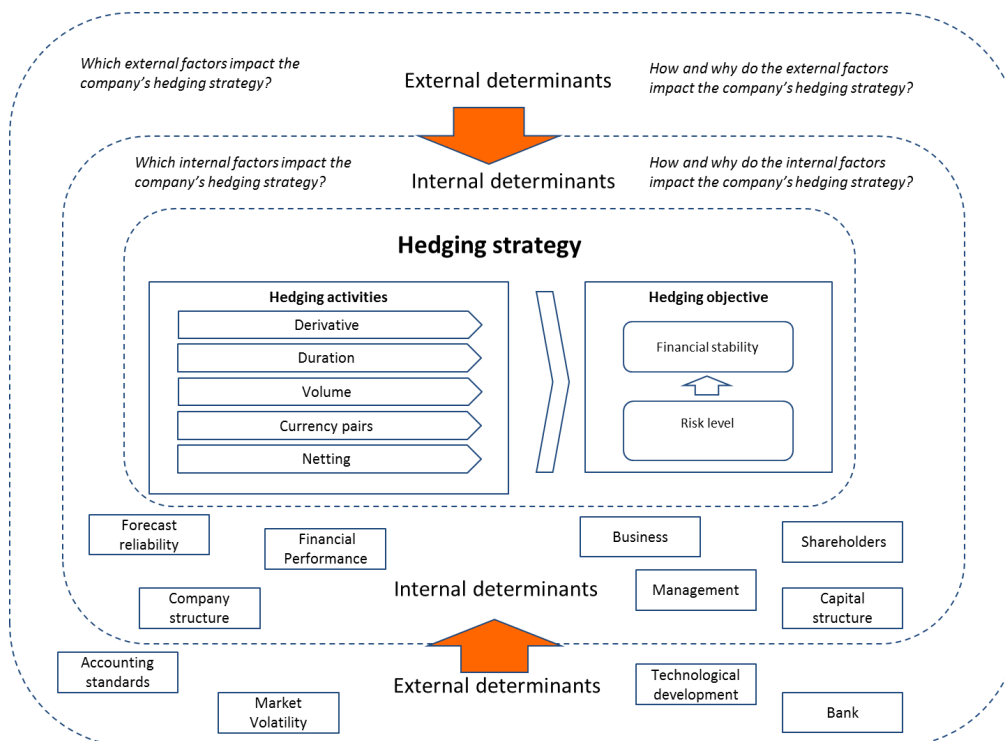 Which external factors impact the
company's hedging strategy?
External determinants
How and why do the external factors
impact the company's hedging strategy?
Which internal factors impact the
company's hedging strategy?
Internal determinants
How and why do the internal factors
impact the company's hedging strategy?
Hedging strategy
Hedging activities
Derivative
Duration
Volume
Currency pairs
Netting
Hedging objective
Financial stability
Risk level
Forecast
reliability
Financial
Performance
Business
Shareholders
Company
structure
Internal determinants
Management
Capital
structure
Accounting
standards
Market
Volatility
External determinants
Technological
development
Bank